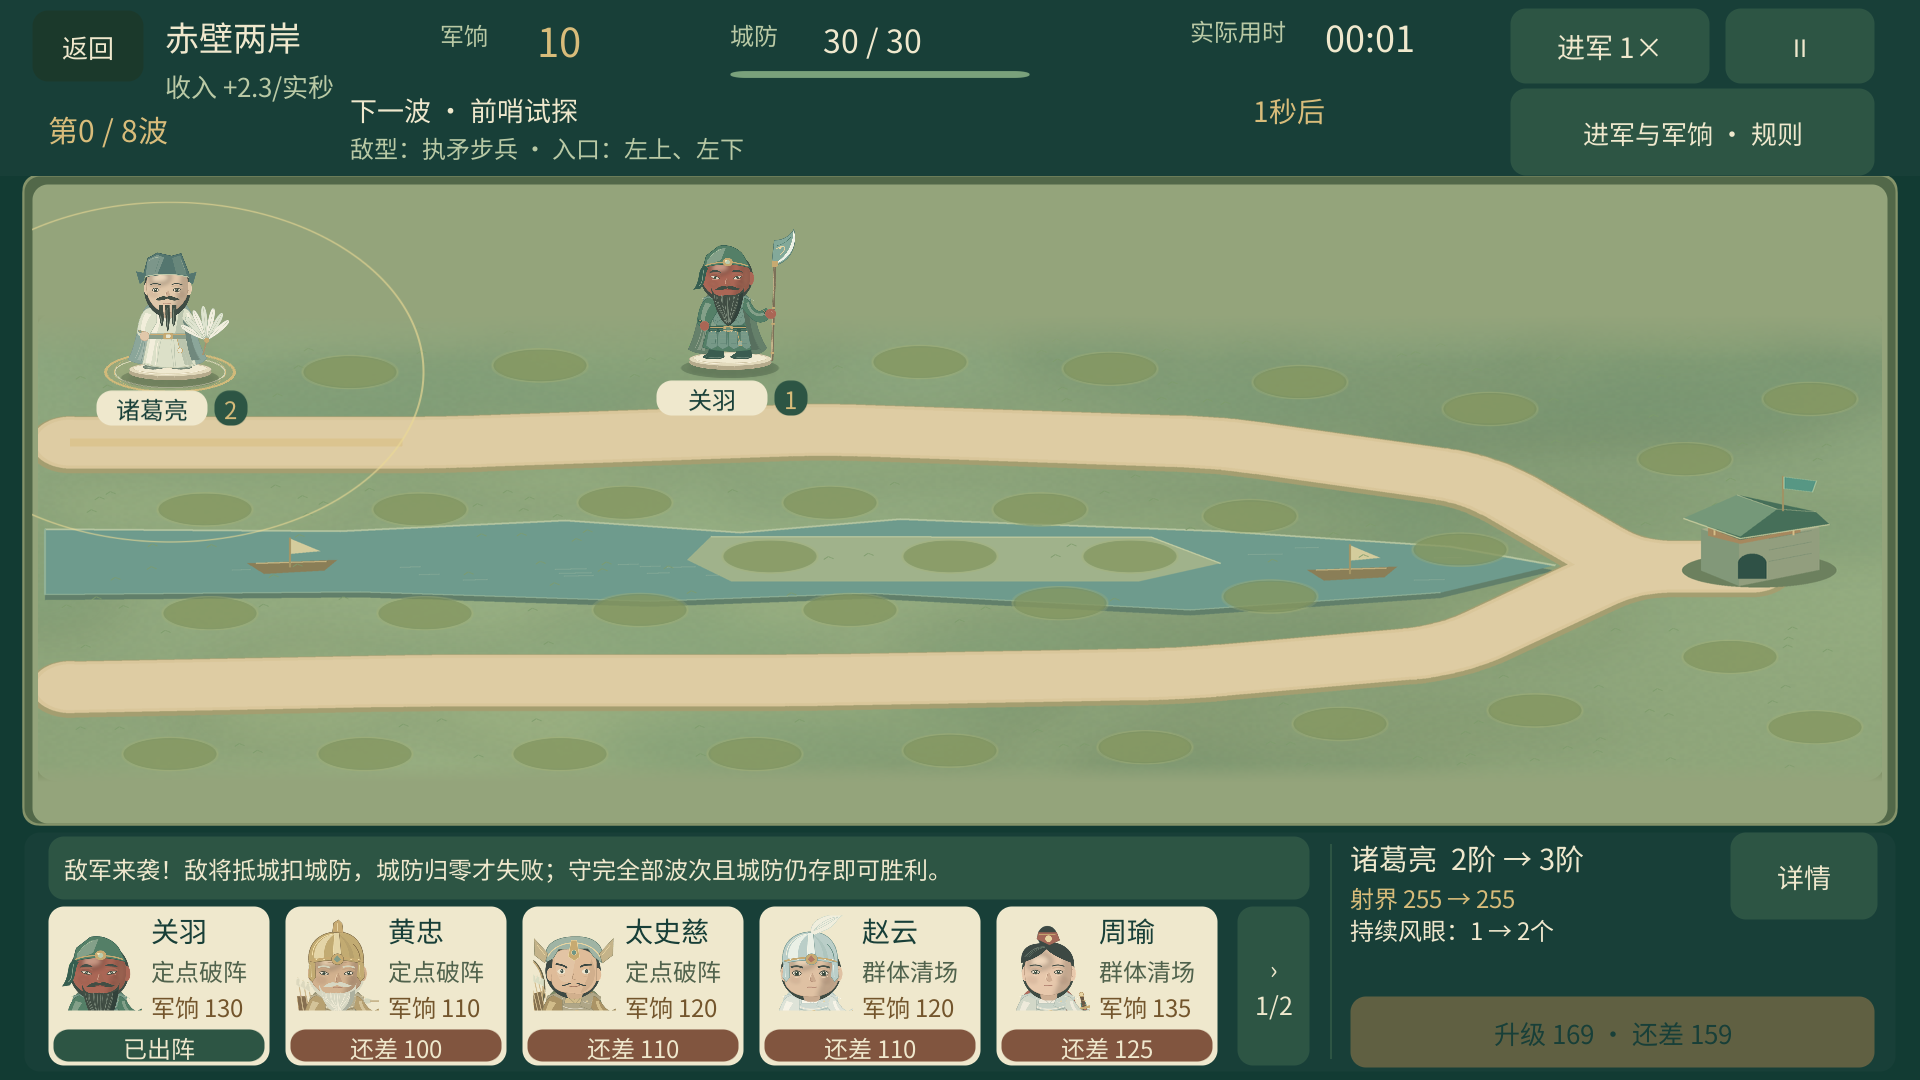 返回
赤壁两岸
收入 +2.3/实秒
军饷
10
城防
30 / 30
实际用时
00:01
进军 1×
II
第0 / 8波
下一波 · 前哨试探
敌型：执矛步兵 · 入口：左上、左下
1秒后
进军与军饷 · 规则
诸葛亮
2
关羽
1
敌军来袭！敌将抵城扣城防，城防归零才失败；守完全部波次且城防仍存即可胜利。
关羽
定点破阵
军饷 130
已出阵
黄忠
定点破阵
军饷 110
还差 100
太史慈
定点破阵
军饷 120
还差 110
赵云
群体清场
军饷 120
还差 110
周瑜
群体清场
军饷 135
还差 125
›
1/2
诸葛亮 2阶 → 3阶
射界 255 → 255
持续风眼：1 → 2个
详情
升级 169 · 还差 159